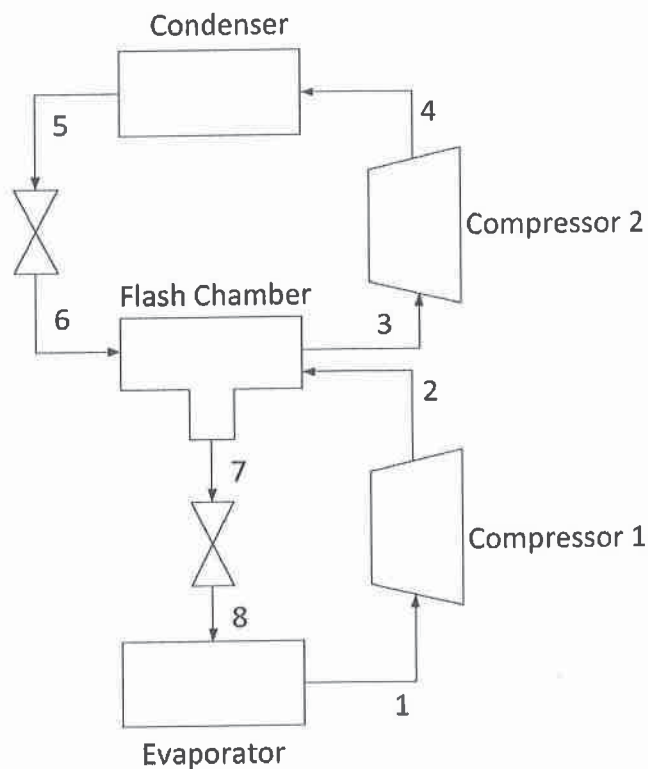 Condenser
5
4
Compressor 2
Flash Chamber
6
3
2
7
Compressor 1
8
1
Evaporator